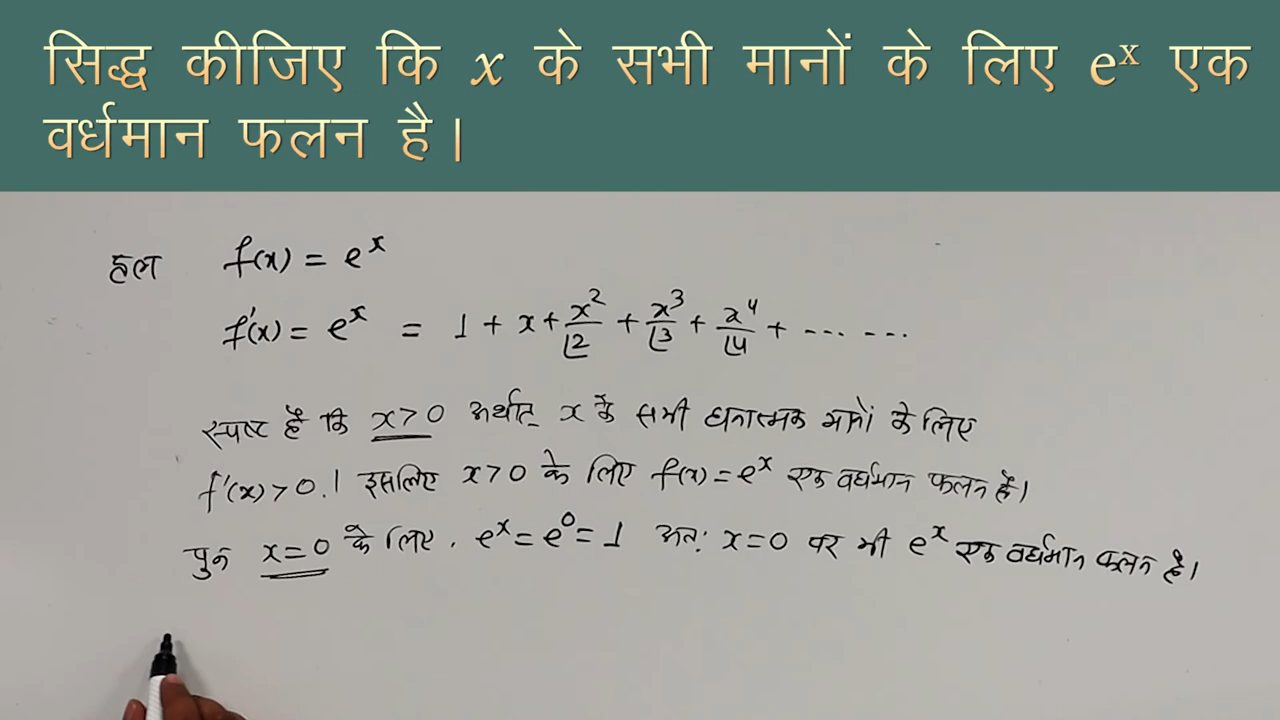 सिद्ध कीजिए कि x के सभी मानों के लिए eˣ एक
वर्धमान फलन है।
हल f(x) = eˣ
f'(x) = eˣ = 1 + x + x²/⌊2 + x³/⌊3 + x⁴/⌊4 + ... ...
स्पष्ट है कि x > 0 अर्थात् x के सभी धनात्मक मानों के लिए
f'(x) > 0.। इसलिए x > 0 के लिए f(x) = eˣ एक वर्धमान फलन है।
पुन x = 0 के लिए, eˣ = e⁰ = 1 अतः x = 0 पर भी eˣ एक वर्धमान फलन है।